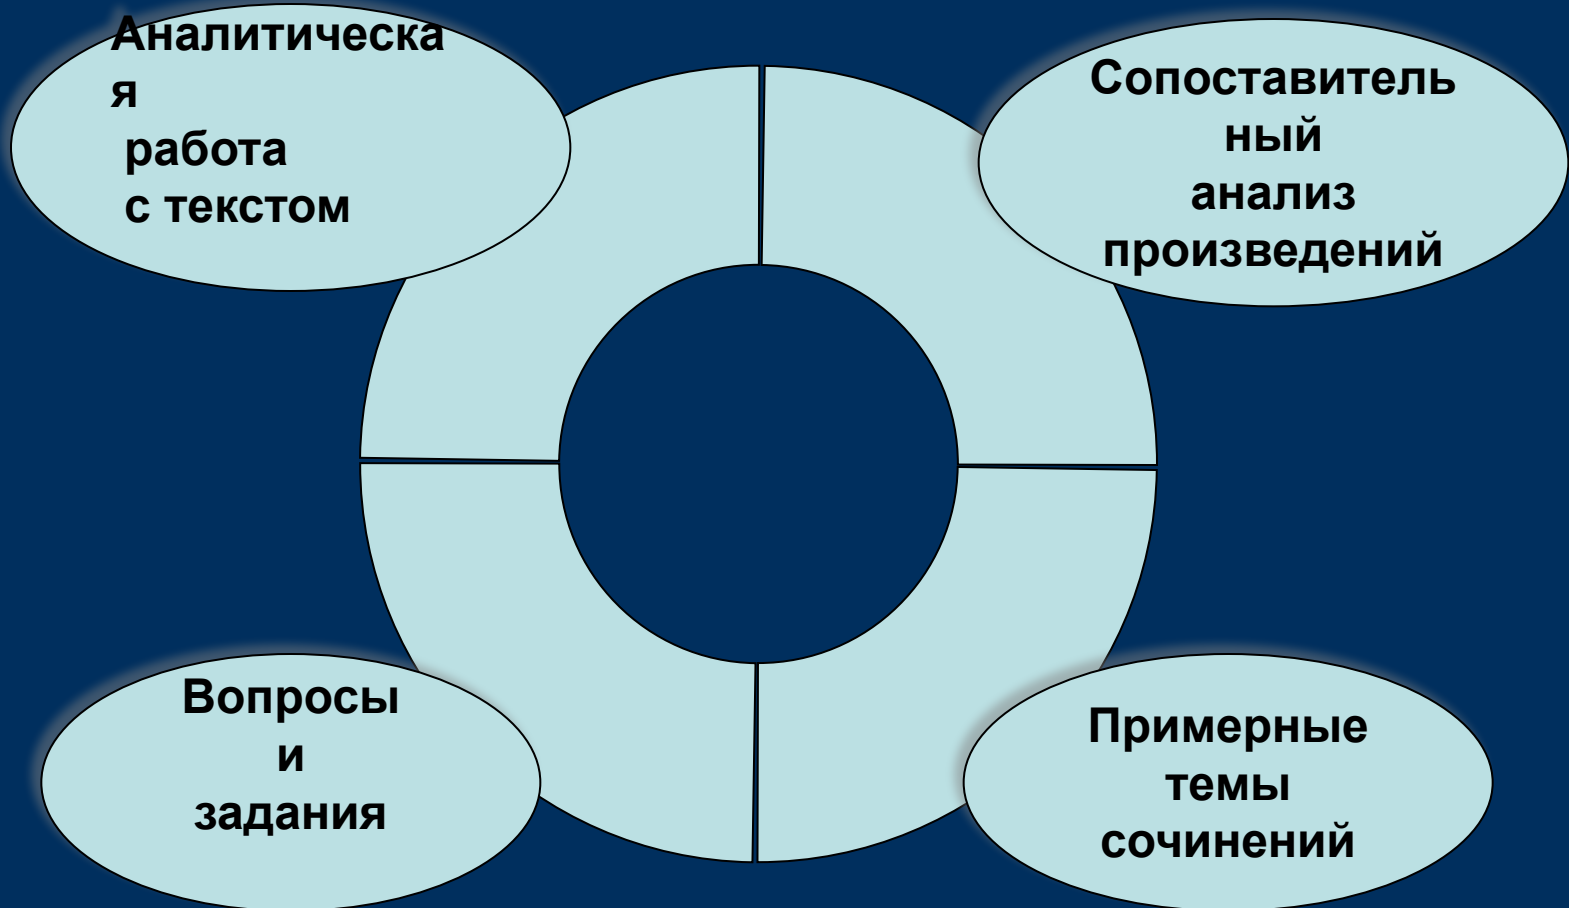 Аналитическа
я
работа
с текстом
Сопоставитель
ный
анализ
произведений
Вопросы
и
задания
Примерные
темы
сочинений